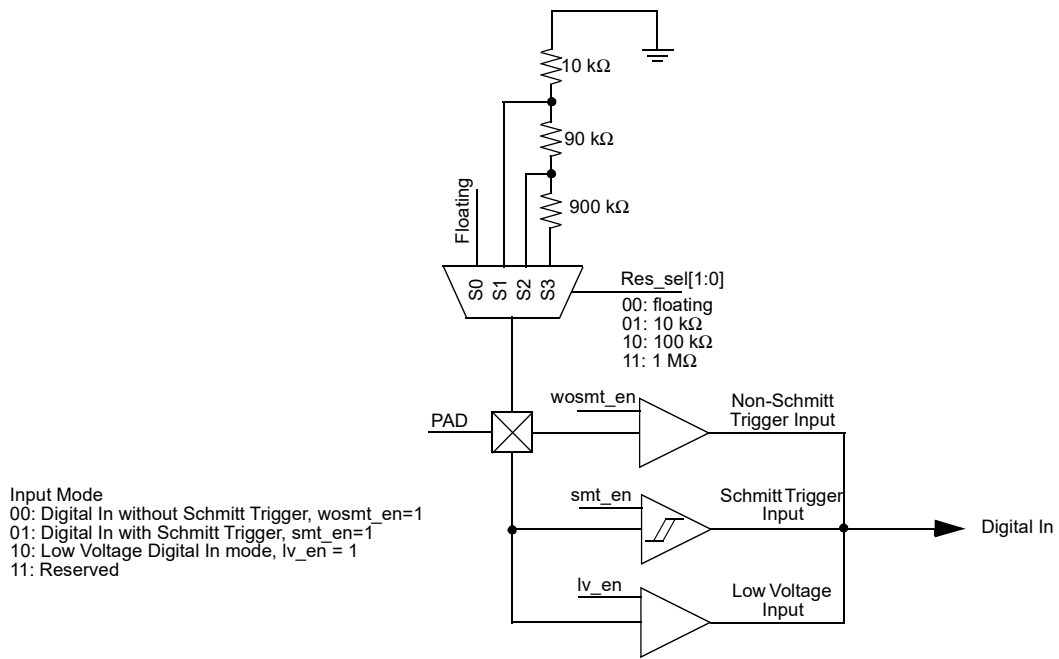 10 kΩ
90 kΩ
900 kΩ
Floating
S0
S1
S2
S3
Res_sel[1:0]
00: floating
01: 10 kΩ
10: 100 kΩ
11: 1 MΩ
PAD
wosmt_en
Non-Schmitt
Trigger Input
Input Mode
00: Digital In without Schmitt Trigger, wosmt_en=1
01: Digital In with Schmitt Trigger, smt_en=1
10: Low Voltage Digital In mode, lv_en = 1
11: Reserved
smt_en
Schmitt Trigger
Input
Digital In
lv_en
Low Voltage
Input